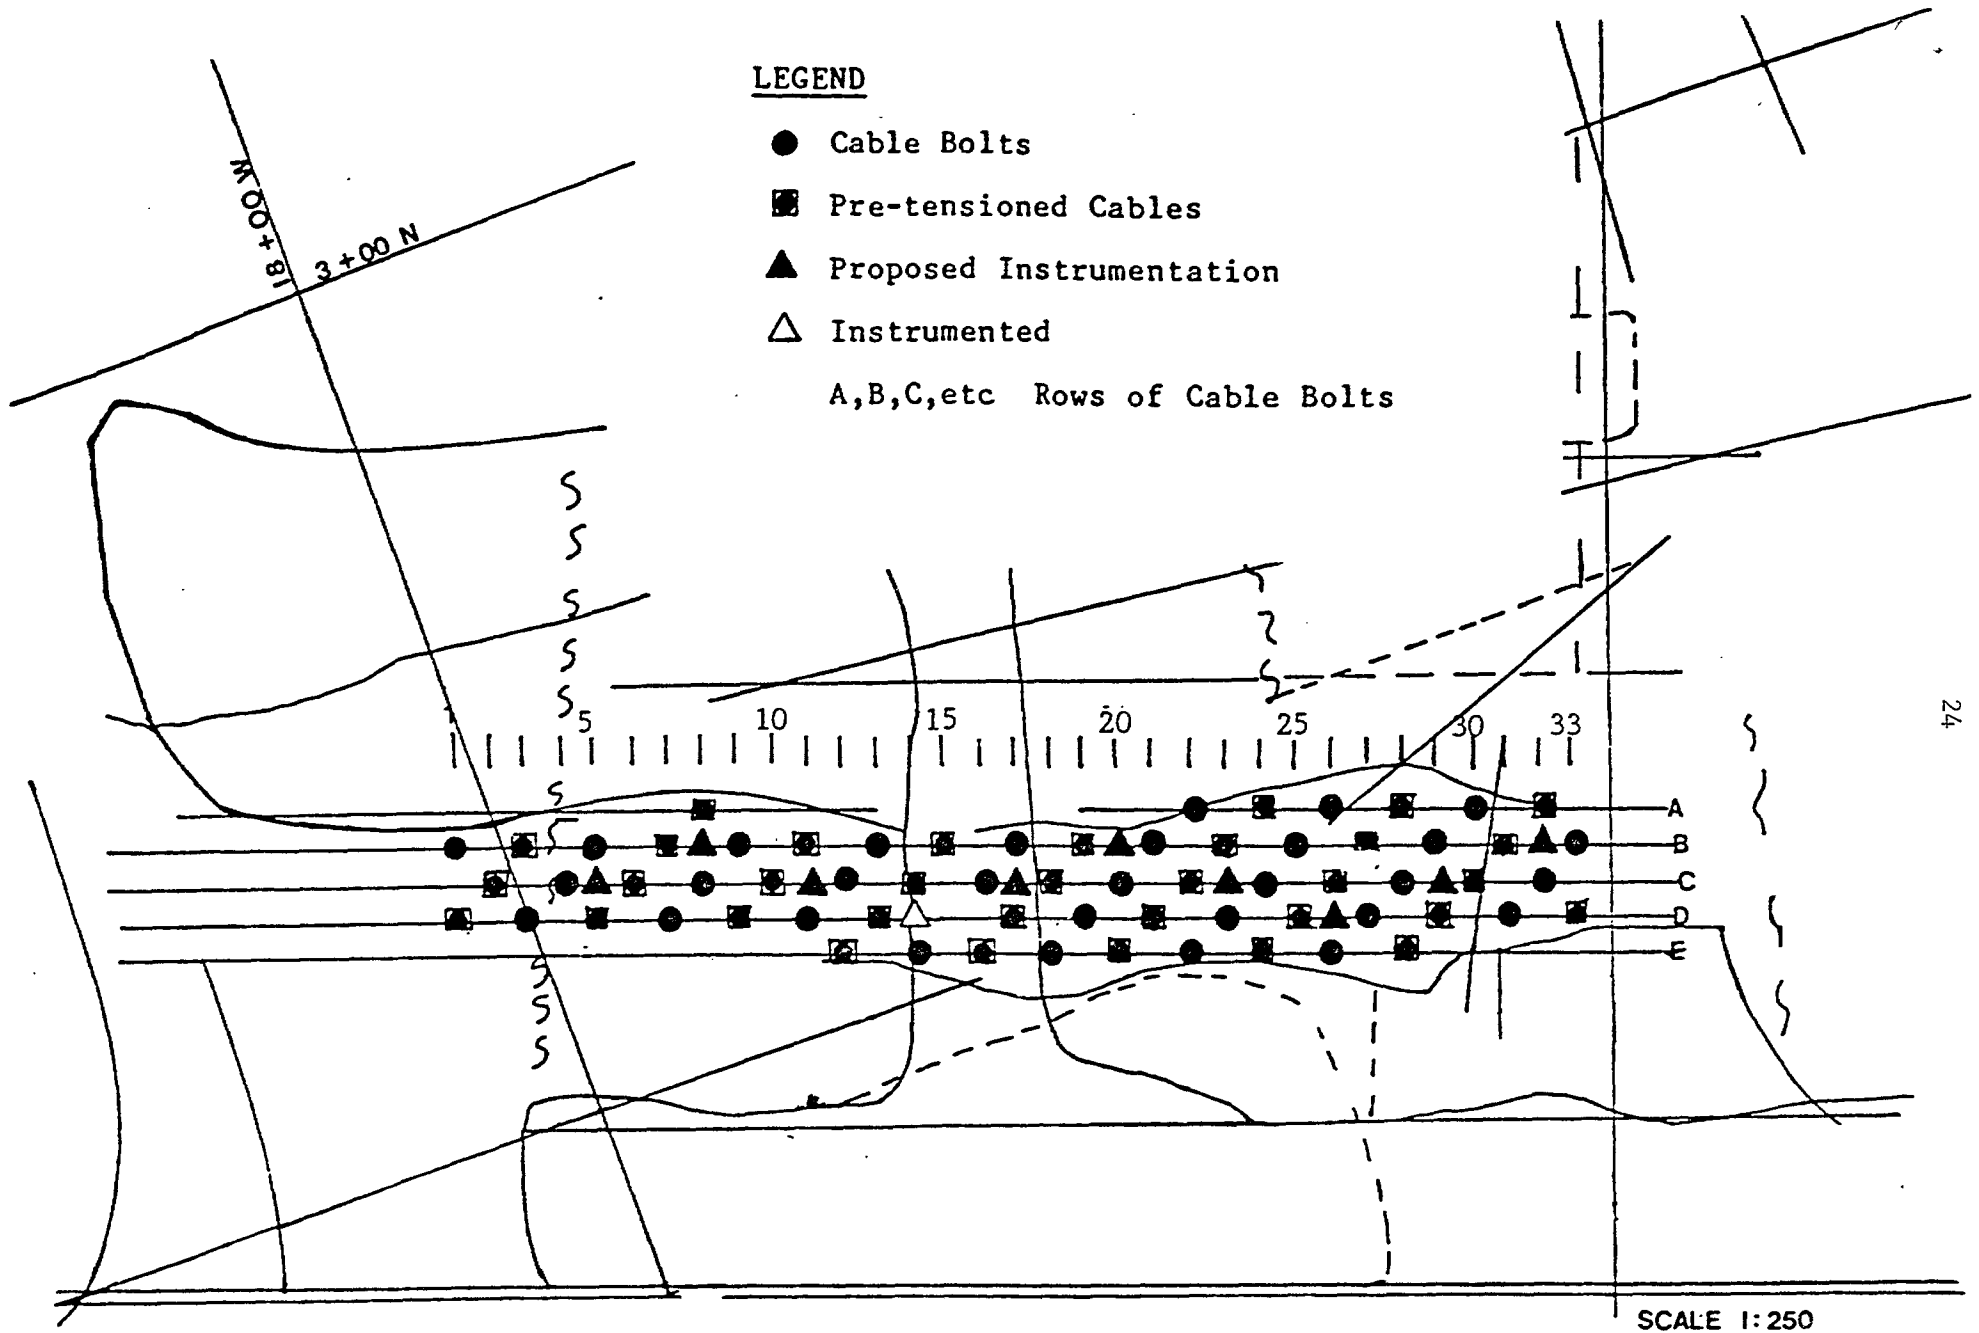 LEGEND
Cable Bolts
Pre-tensioned Cables
Proposed Instrumentation
Instrumented
A,B,C,etc Rows of Cable Bolts
18+00 W
3+00 N
1 5 10 15 20 25 30 33
A
B
C
D
E
24
SCALE 1:250